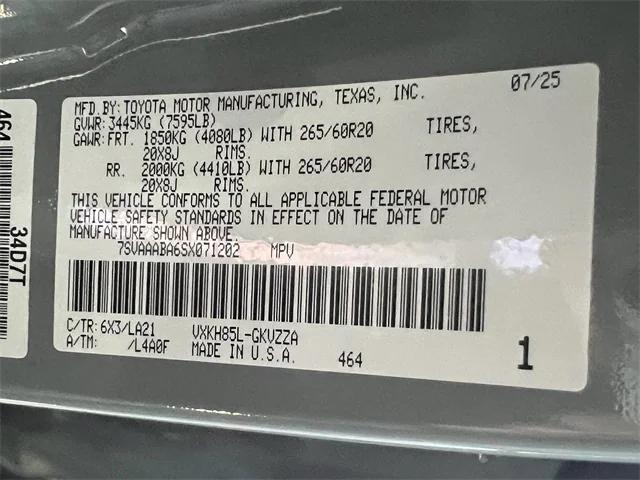 MFD.BY:TOYOTA MOTOR MANUFACTURING, TEXAS, INC. 07/25
GVWR:3445KG (7595LB)
GAWR:FRT. 1850KG (4080LB) WITH 265/60R20 TIRES,
20X8J RIMS.
RR. 2000KG (4410LB) WITH 265/60R20 TIRES,
20X8J RIMS.
THIS VEHICLE CONFORMS TO ALL APPLICABLE FEDERAL MOTOR
VEHICLE SAFETY STANDARDS IN EFFECT ON THE DATE OF
MANUFACTURE SHOWN ABOVE.
7SVAAABA6SX071202 MPV
C/TR:6X3/LA21 VXKH85L-GKVZZA
A/TM: /L4A0F MADE IN U.S.A. 464 1
464
34D7T